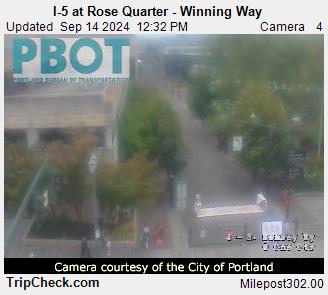 I-5 at Rose Quarter - Winning Way
Updated Sep 14 2024 12:32 PM Camera 4
PBOT
PORTLAND BUREAU OF TRANSPORTATION
Camera courtesy of the City of Portland
TripCheck.com Milepost302.00